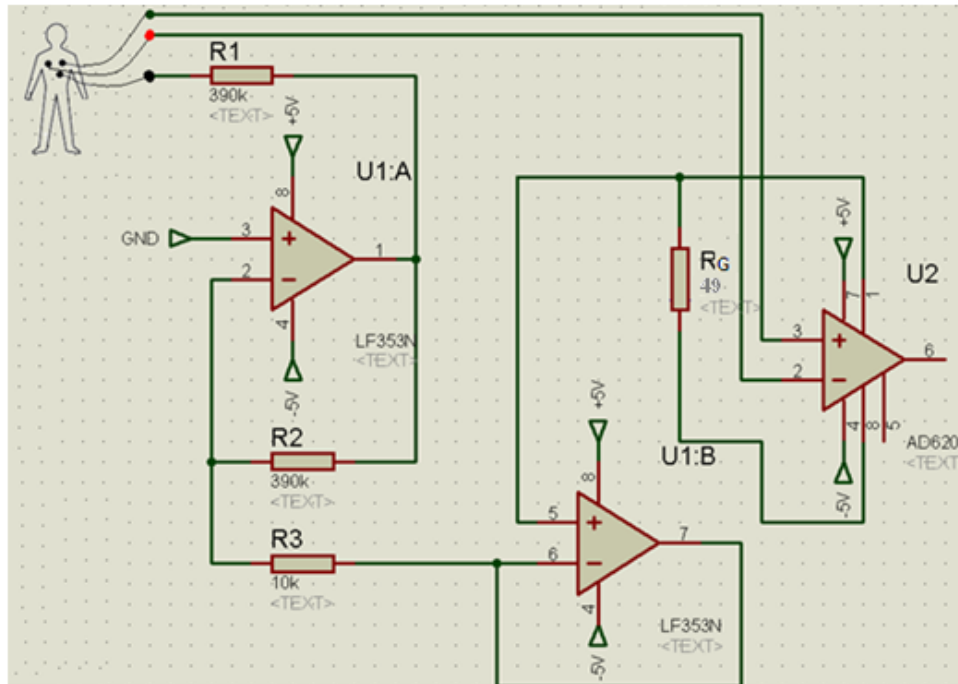 R1
390k
<TEXT>
+5V
U1:A
8
GND
3
2
1
4
-5V
LF353N
<TEXT>
R2
390k
<TEXT>
R3
10k
<TEXT>
RG
49
<TEXT>
+5V
U2
7
1
3
2
6
4
8
5
-5V
AD620
<TEXT
+5V
U1:B
8
5
6
7
4
-5V
LF353N
<TEXT>